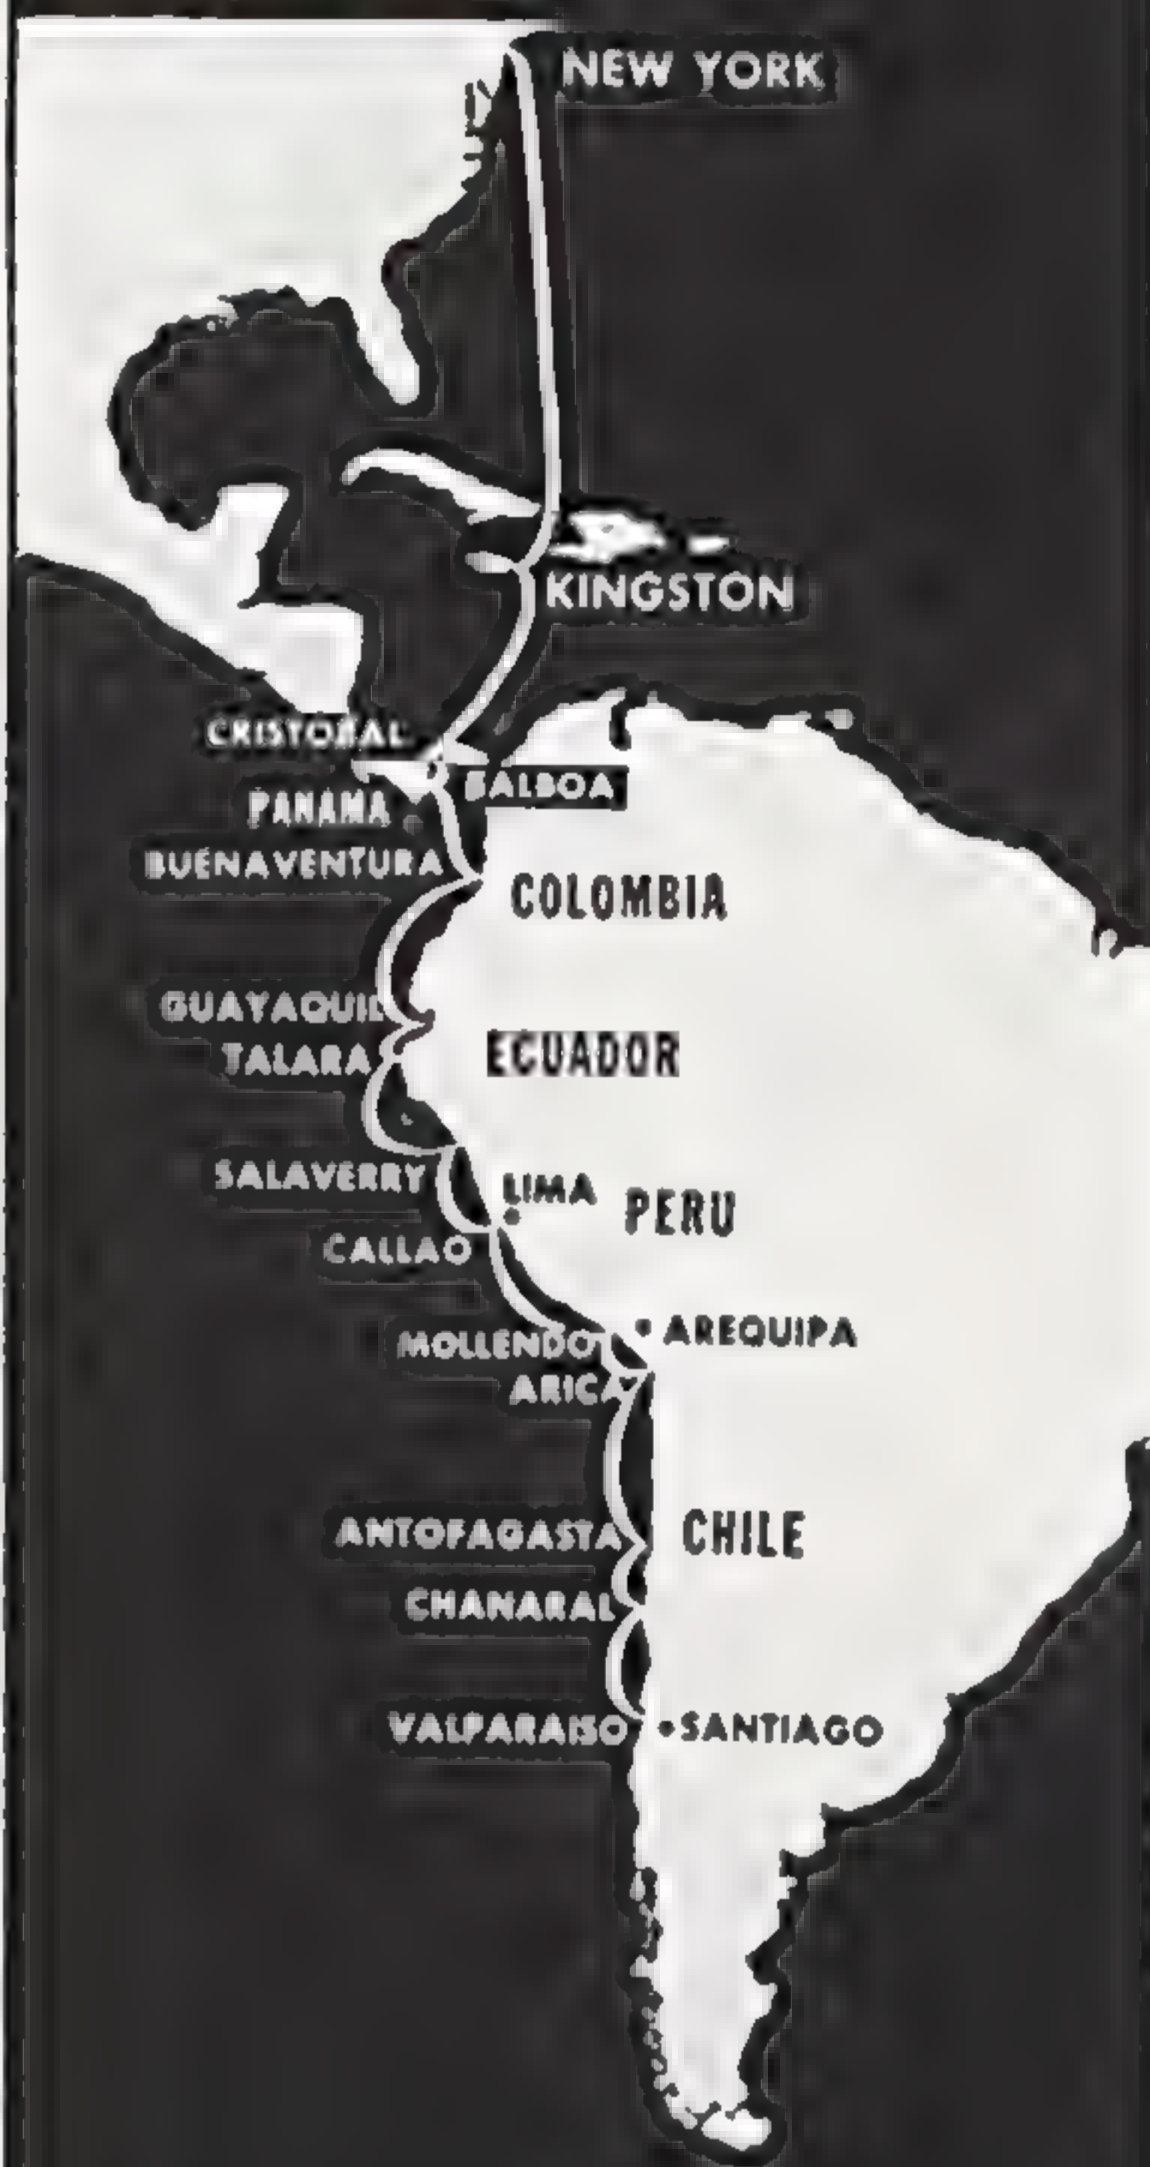 NEW YORK
KINGSTON
CRISTOBAL
BALBOA
PANAMA
BUENAVENTURA
COLOMBIA
GUAYAQUIL
ECUADOR
TALARA
SALAVERRY
LIMA
PERU
CALLAO
AREQUIPA
MOLLENDO
ARICA
ANTOFAGASTA
CHILE
CHANARAL
VALPARAISO
SANTIAGO